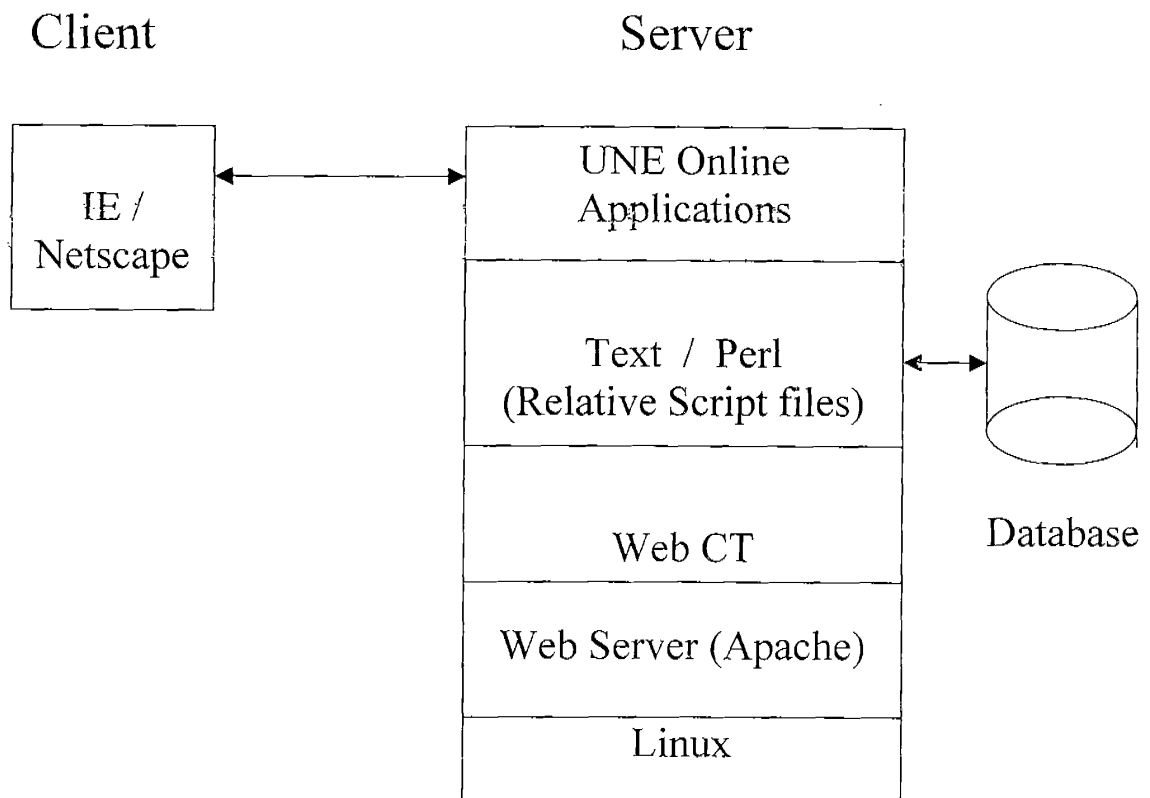 Client
Server
IE /
Netscape
UNE Online
Applications
Text / Perl
(Relative Script files)
Web CT
Database
Web Server (Apache)
Linux